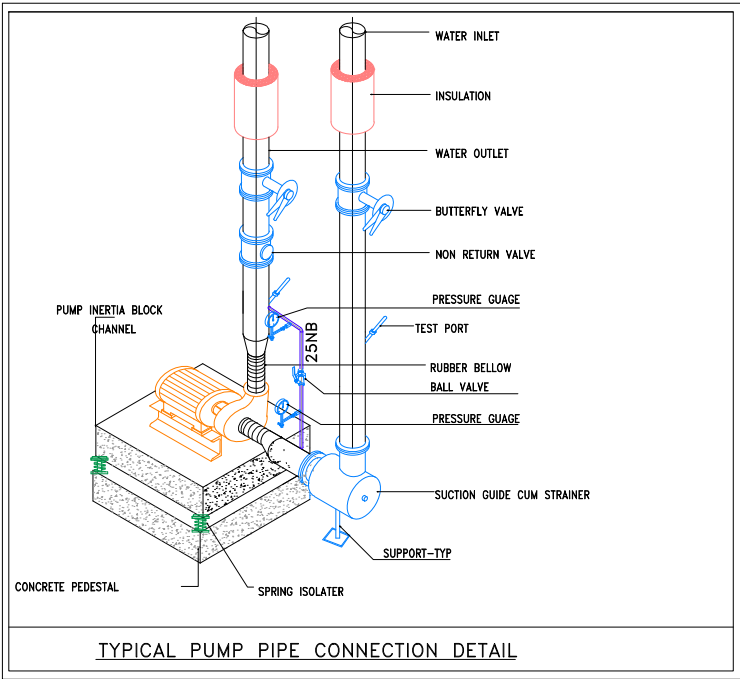 WATER INLET
INSULATION
WATER OUTLET
BUTTERFLY VALVE
NON RETURN VALVE
PRESSURE GUAGE
PUMP INERTIA BLOCK
CHANNEL
TEST PORT
25NB
RUBBER BELLOW
BALL VALVE
PRESSURE GUAGE
SUCTION GUIDE CUM STRAINER
SUPPORT-TYP
CONCRETE PEDESTAL
SPRING ISOLATER
TYPICAL PUMP PIPE CONNECTION DETAIL